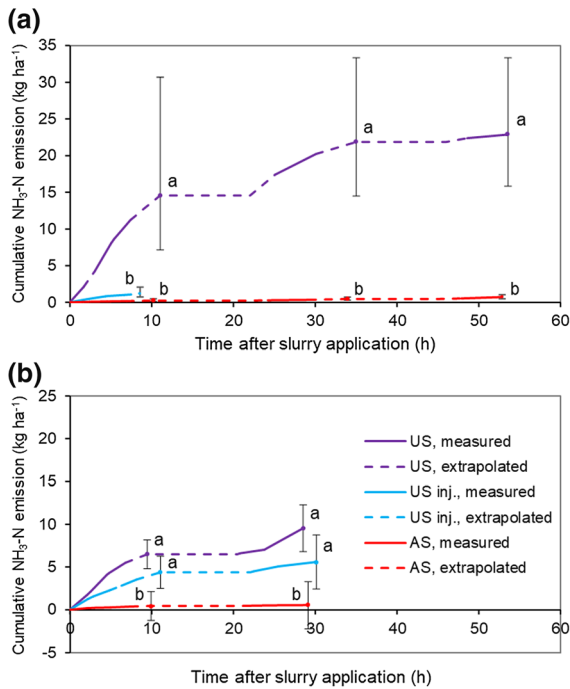 (a)
Cumulative NH3-N emission (kg ha-1)
35
30
25
20
15
10
5
0
a
a
a
b
b
b
b
0 10 20 30 40 50 60
Time after slurry application (h)
(b)
Cumulative NH3-N emission (kg ha-1)
25
20
15
10
5
0
-5
a
a
a
a
b
b
0 10 20 30 40 50 60
US, measured
US, extrapolated
US inj., measured
US inj., extrapolated
AS, measured
AS, extrapolated
Time after slurry application (h)